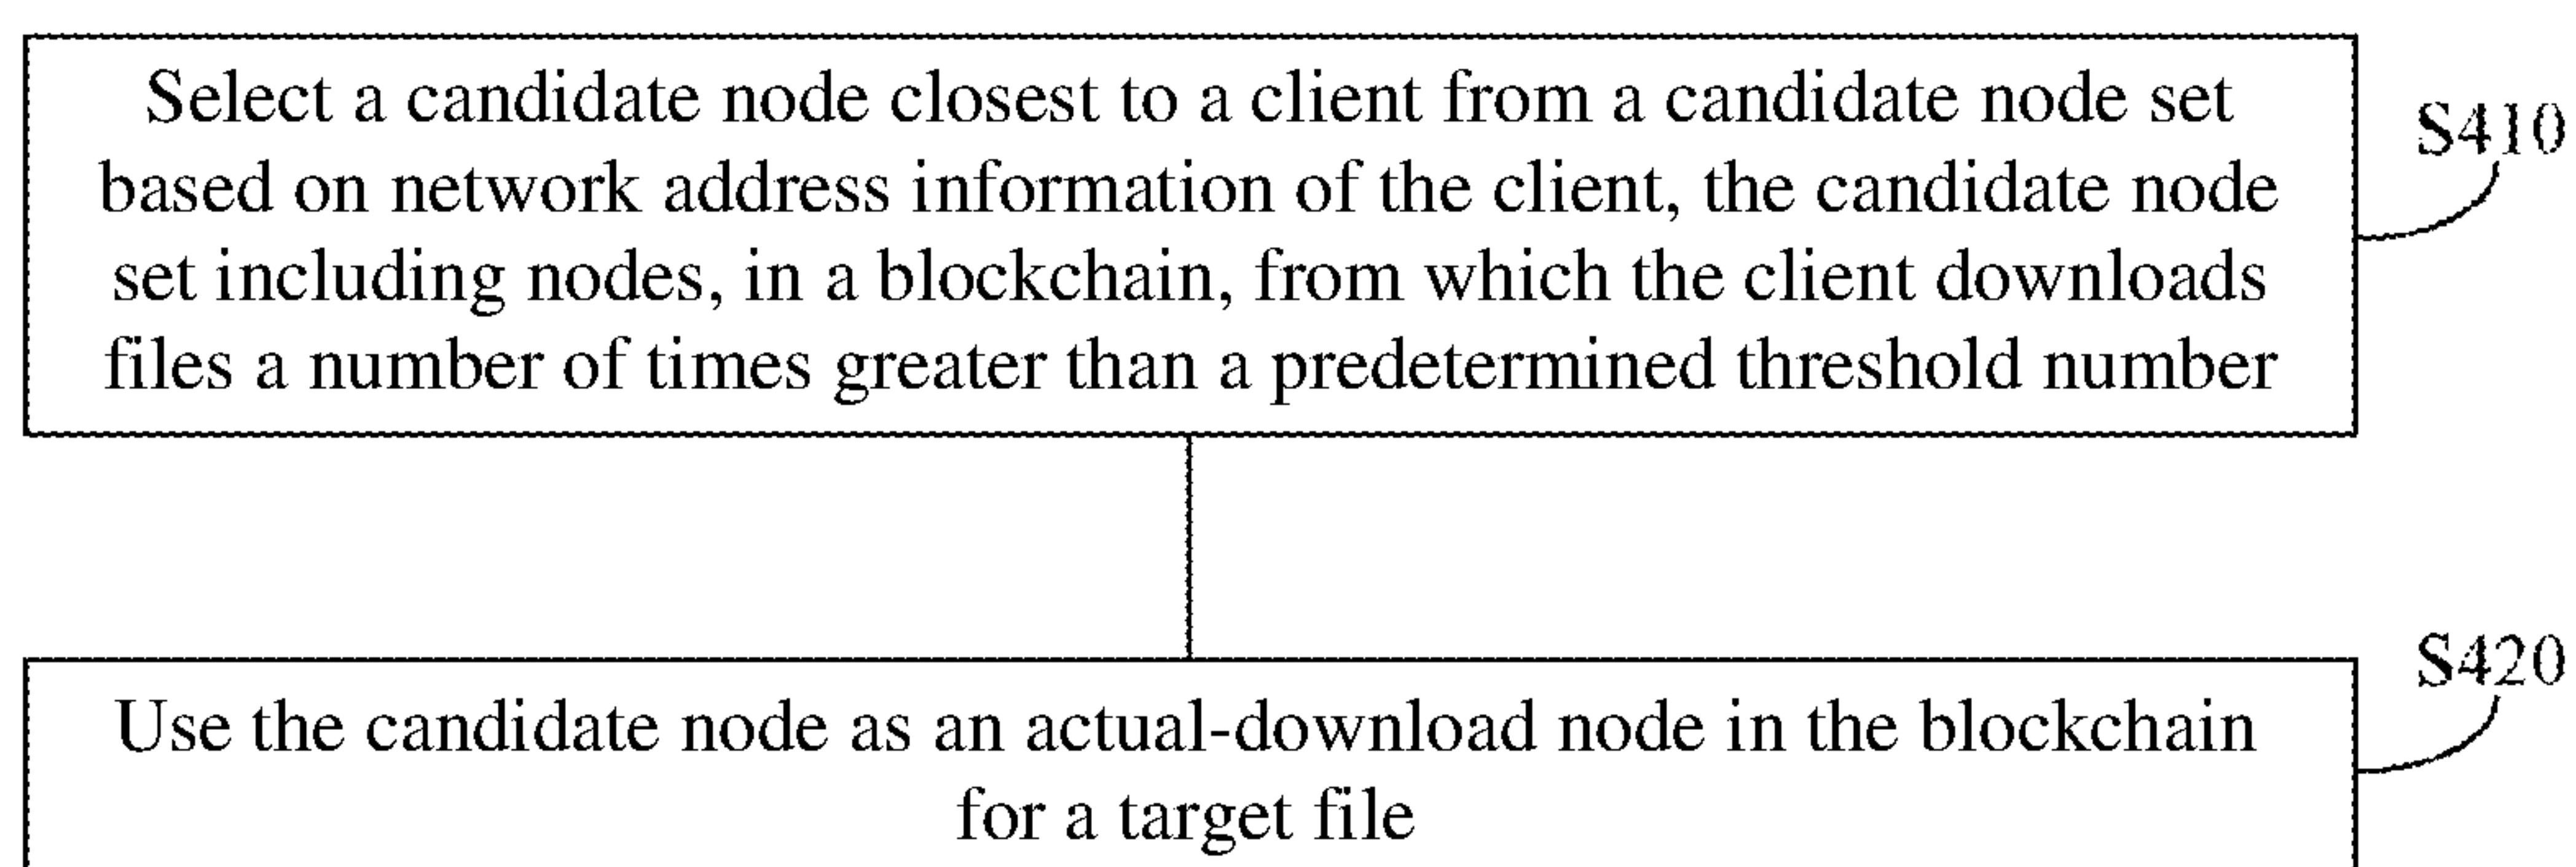 Select a candidate node closest to a client from a candidate node set
based on network address information of the client, the candidate node
set including nodes, in a blockchain, from which the client downloads
files a number of times greater than a predetermined threshold number
S410
Use the candidate node as an actual-download node in the blockchain
for a target file
S420